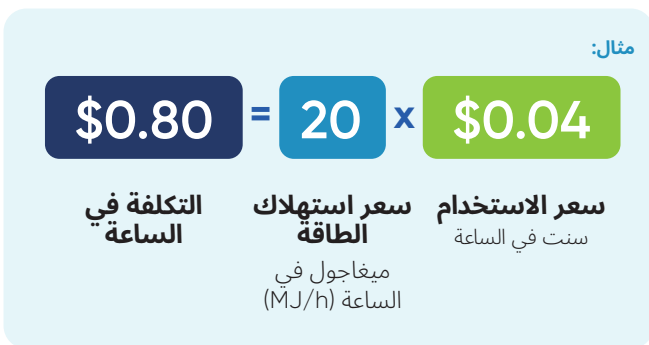 مثال:
$0.04 x 20 = $0.80
سعر الاستخدام
سنت في الساعة
سعر استهلاك
الطاقة
ميغاجول في
الساعة (MJ/h)
التكلفة في
الساعة